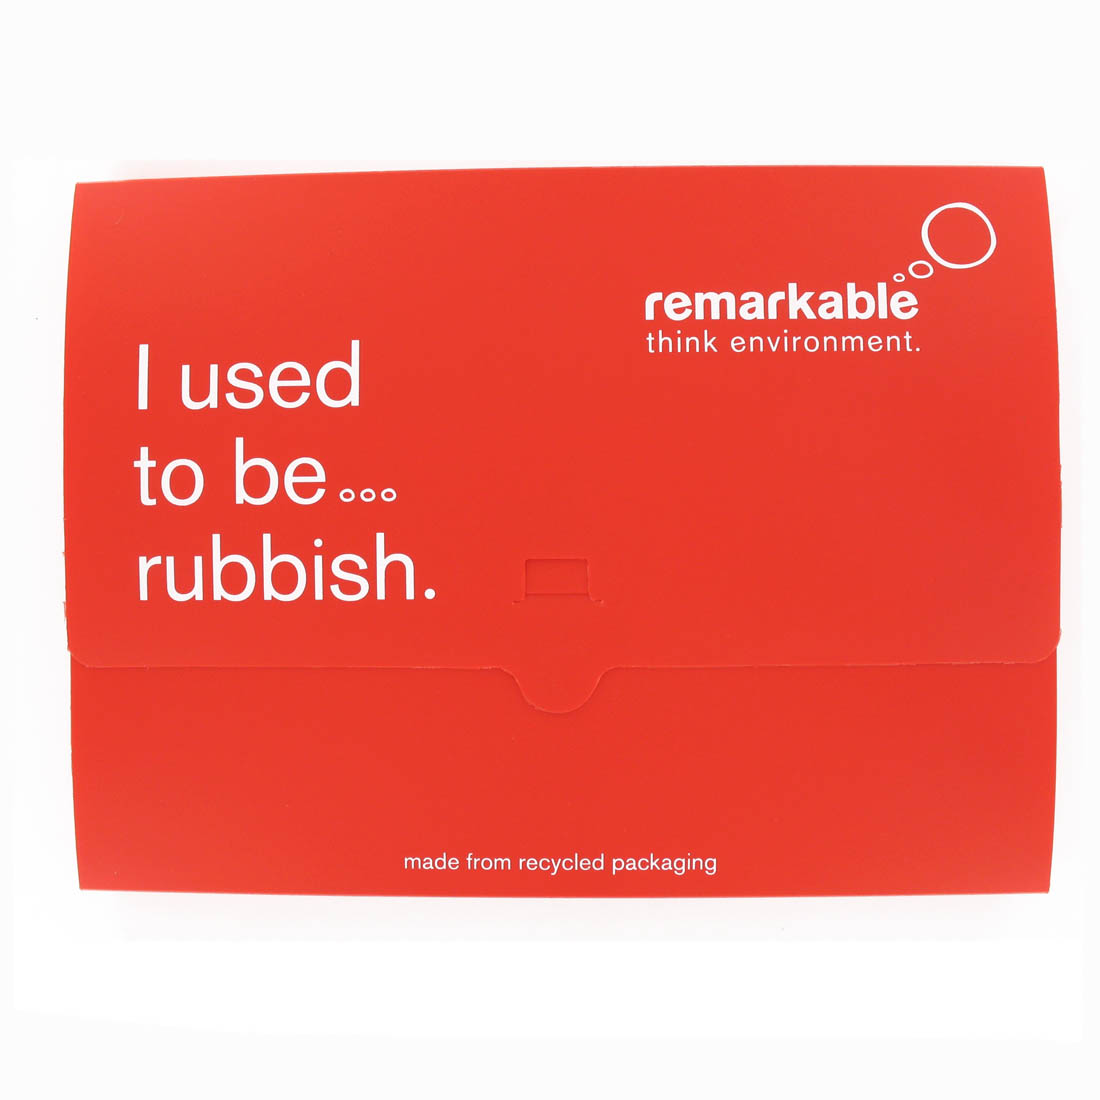 remarkable
think environment.
I used
to be...
rubbish.
made from recycled packaging